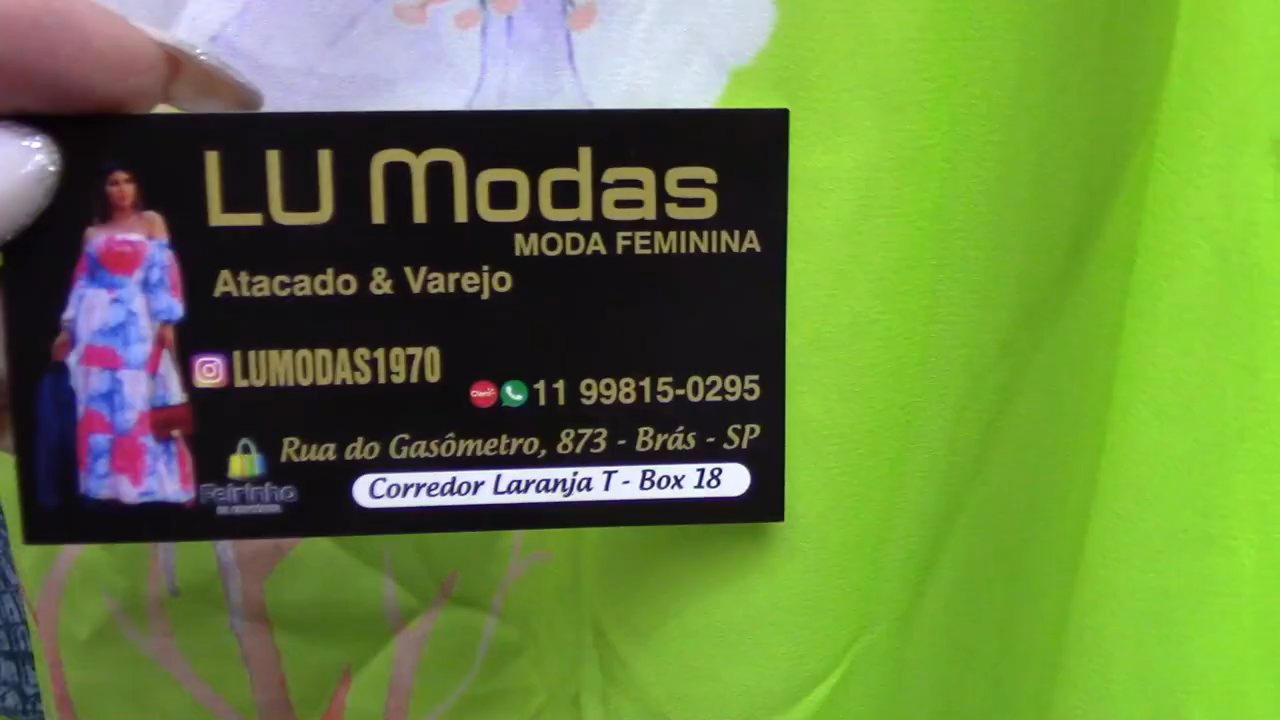 LU Modas
MODA FEMININA
Atacado & Varejo
LUMODAS1970
Claro 11 99815-0295
Rua do Gasômetro, 873 - Brás - SP
Feirinha
Corredor Laranja T - Box 18